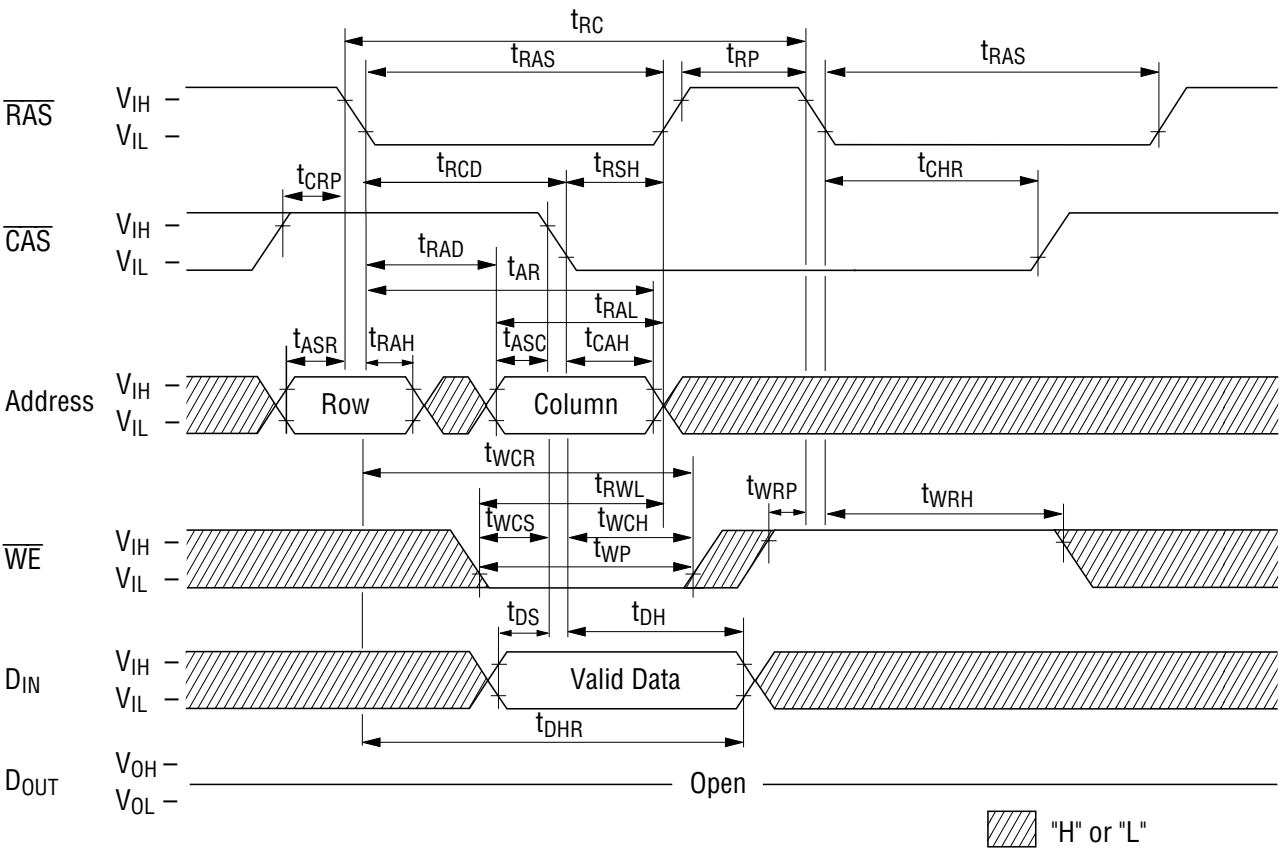 tRC
tRAS tRP tRAS
RAS VIH –
VIL –
tCRP tRCD tRSH tCHR
CAS VIH –
VIL –
tRAD
tAR
tRAL
tASR tRAH tASC tCAH
Address VIH –
VIL –
Row Column
tWCR
tRWL tWRP tWRH
tWCS tWCH
WE VIH –
VIL –
tWP
tDS tDH
DIN VIH –
VIL –
Valid Data
tDHR
DOUT VOH –
VOL –
Open
"H" or "L"